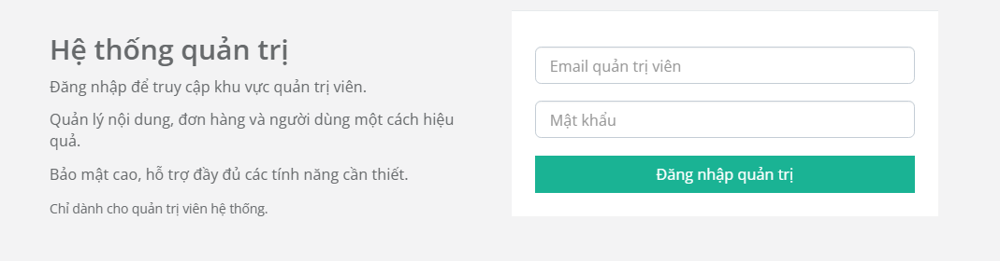 Hệ thống quản trị
Đăng nhập để truy cập khu vực quản trị viên.
Quản lý nội dung, đơn hàng và người dùng một cách hiệu
quả.
Bảo mật cao, hỗ trợ đầy đủ các tính năng cần thiết.
Chỉ dành cho quản trị viên hệ thống.
Email quản trị viên
Mật khẩu
Đăng nhập quản trị